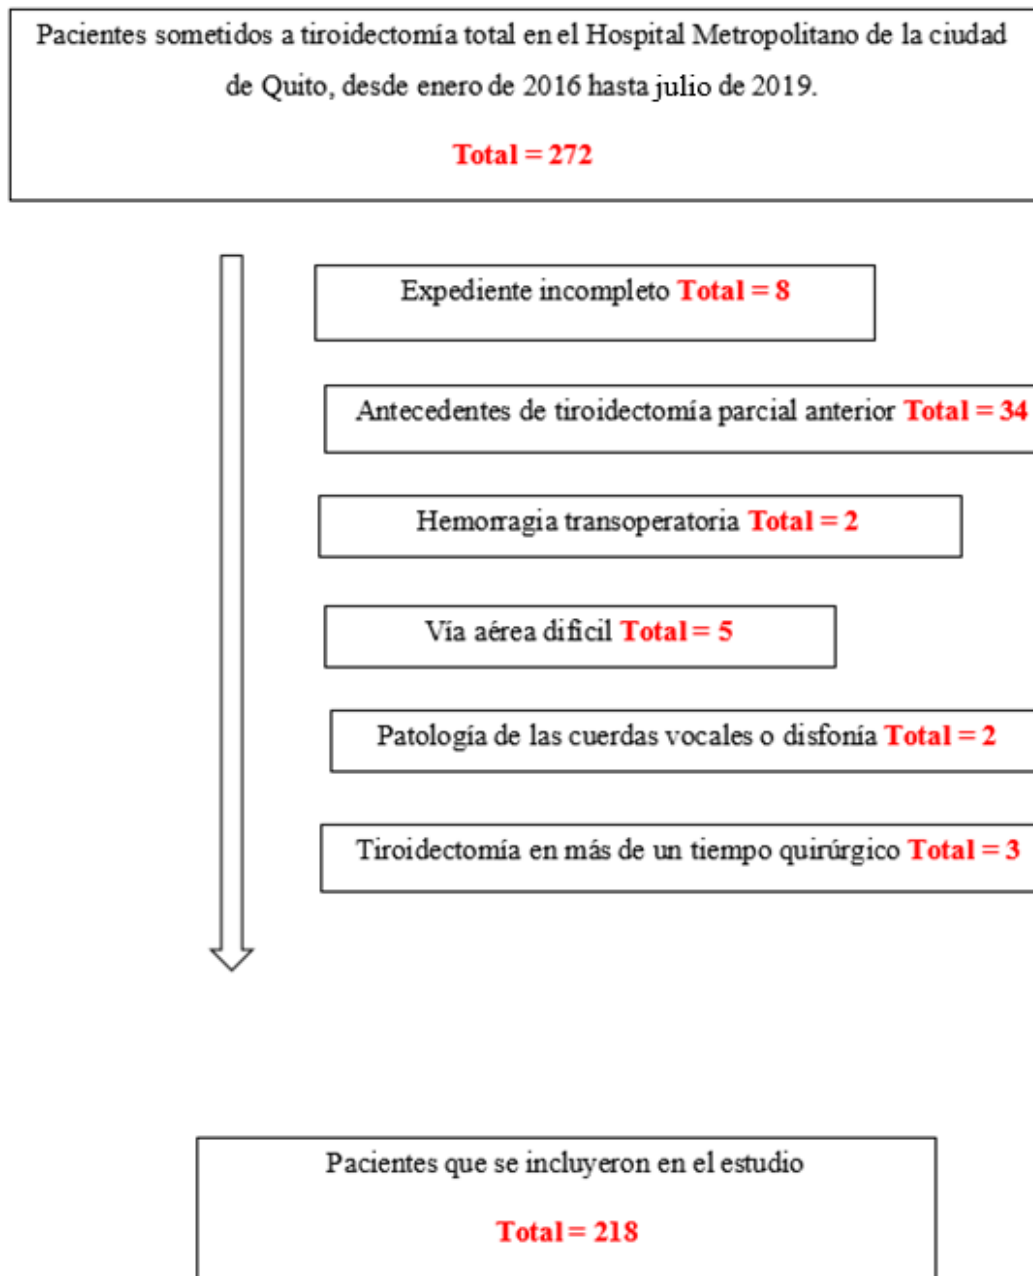 Pacientes sometidos a tiroidectomía total en el Hospital Metropolitano de la ciudad
de Quito, desde enero de 2016 hasta julio de 2019.
Total = 272
Expediente incompleto Total = 8
Antecedentes de tiroidectomía parcial anterior Total = 34
Hemorragia transoperatoria Total = 2
Vía aérea difícil Total = 5
Patología de las cuerdas vocales o disfonía Total = 2
Tiroidectomía en más de un tiempo quirúrgico Total = 3
Pacientes que se incluyeron en el estudio
Total = 218